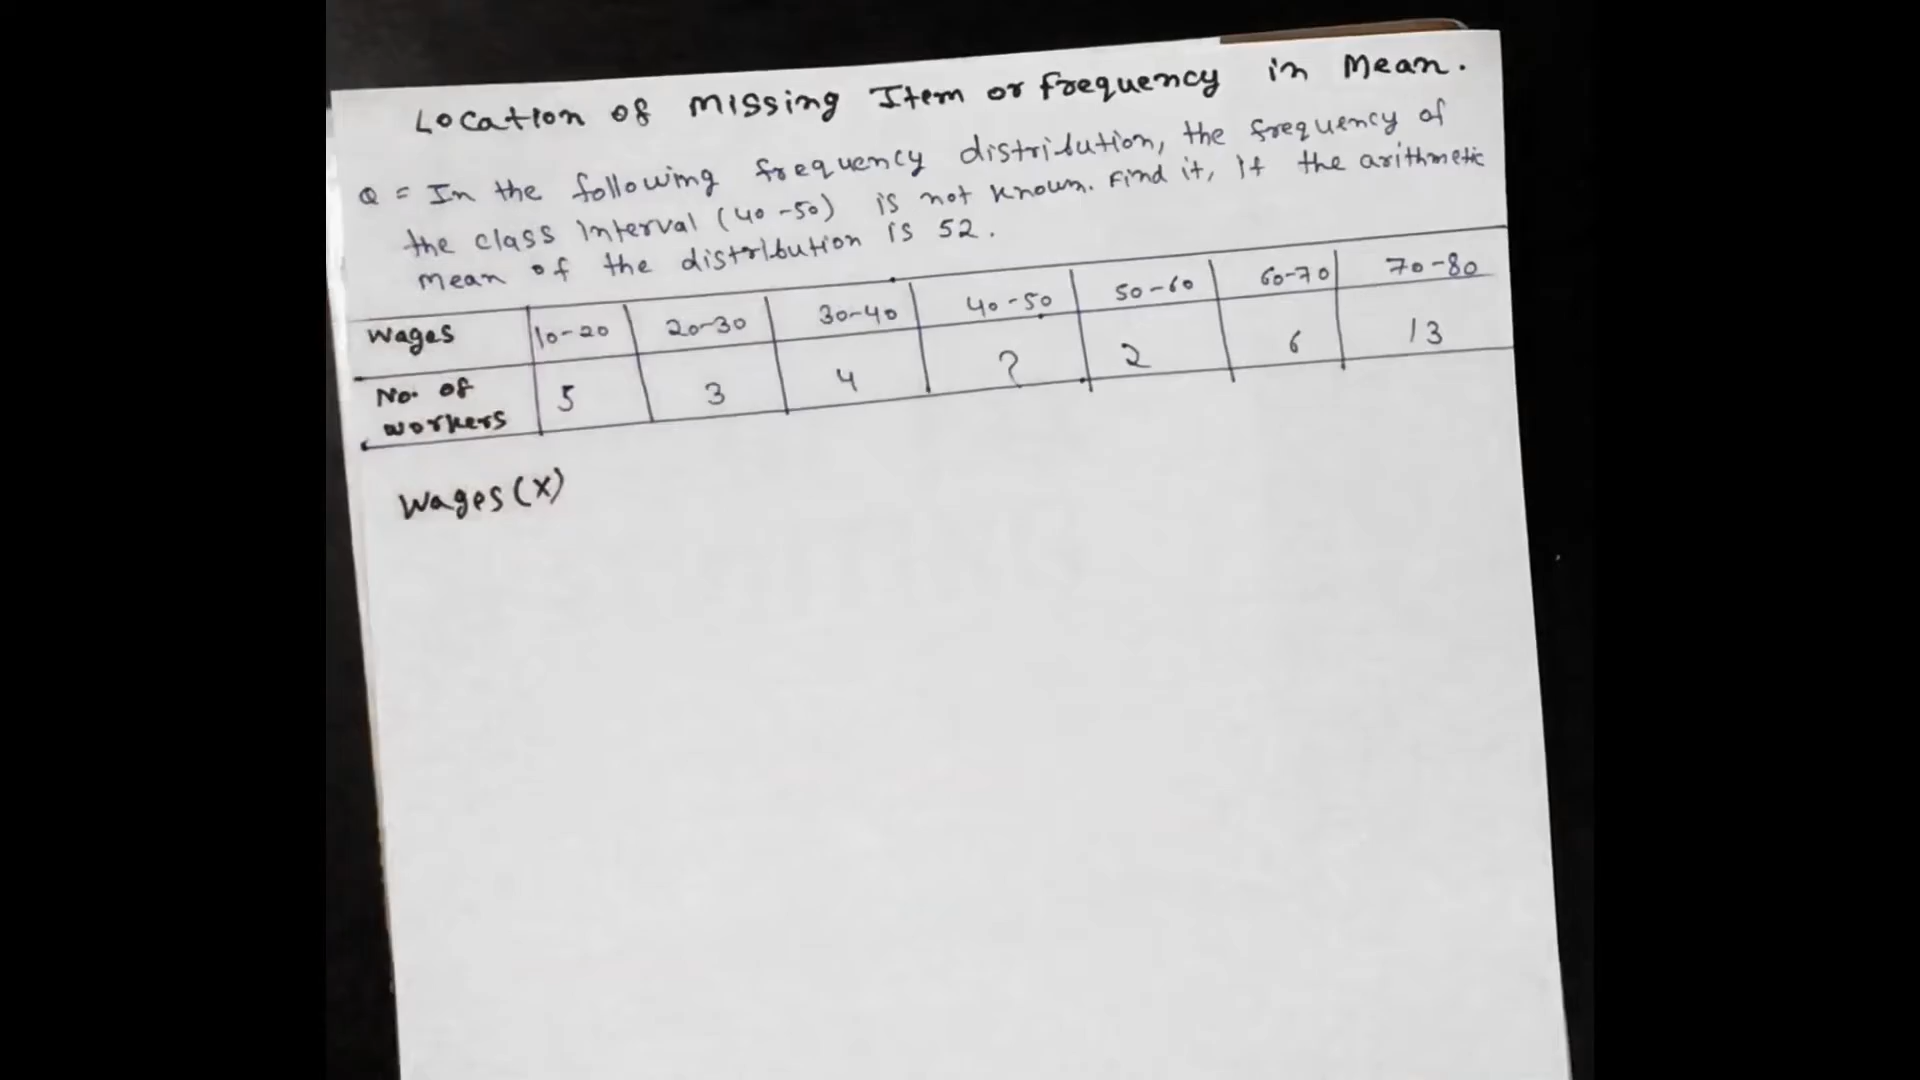 Location of Missing Item or frequency in Mean.
Q = In the following frequency distribution, the frequency of
the class interval (40-50) is not known. Find it, if the arithmetic
mean of the distribution is 52.
Wages 10-20 20-30 30-40 40-50 50-60 60-70 70-80
No. of workers 5 3 4 ? 2 6 13
Wages (X)